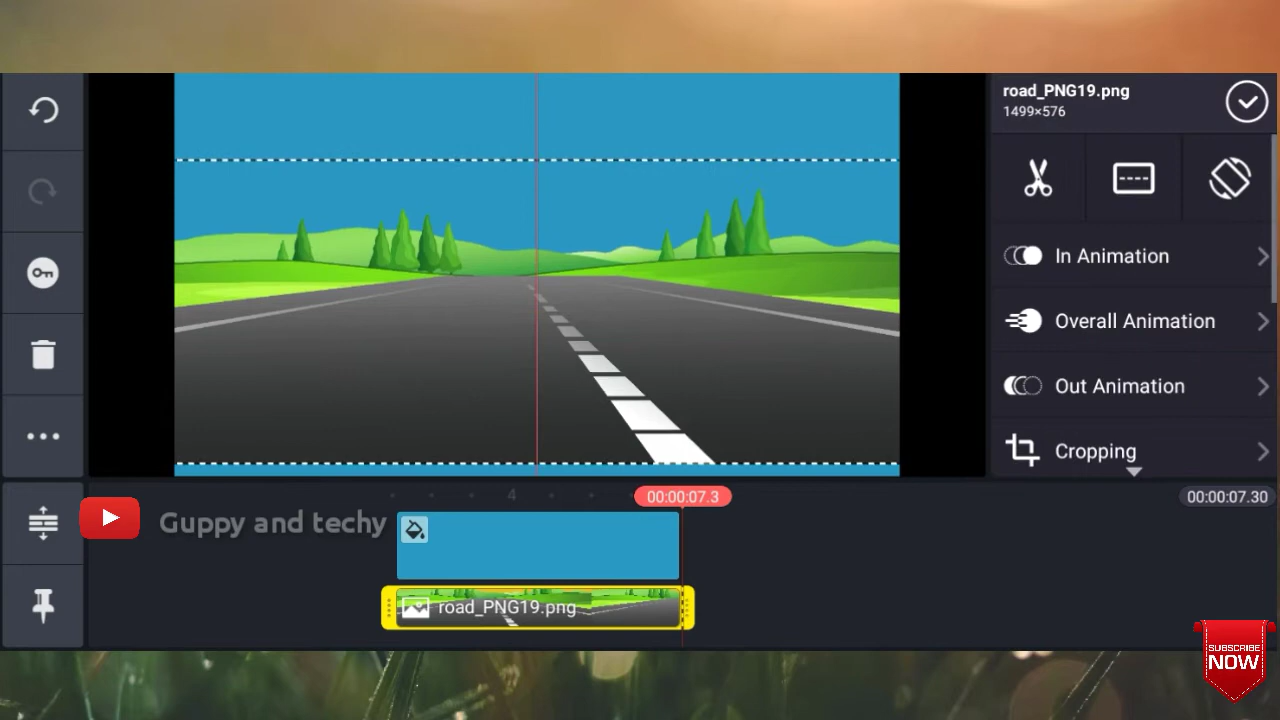 road_PNG19.png
1499×576
In Animation
Overall Animation
Out Animation
Cropping
4
00:00:07.3
00:00:07.30
Guppy and techy
road_PNG19.png
SUBSCRIBE
NOW